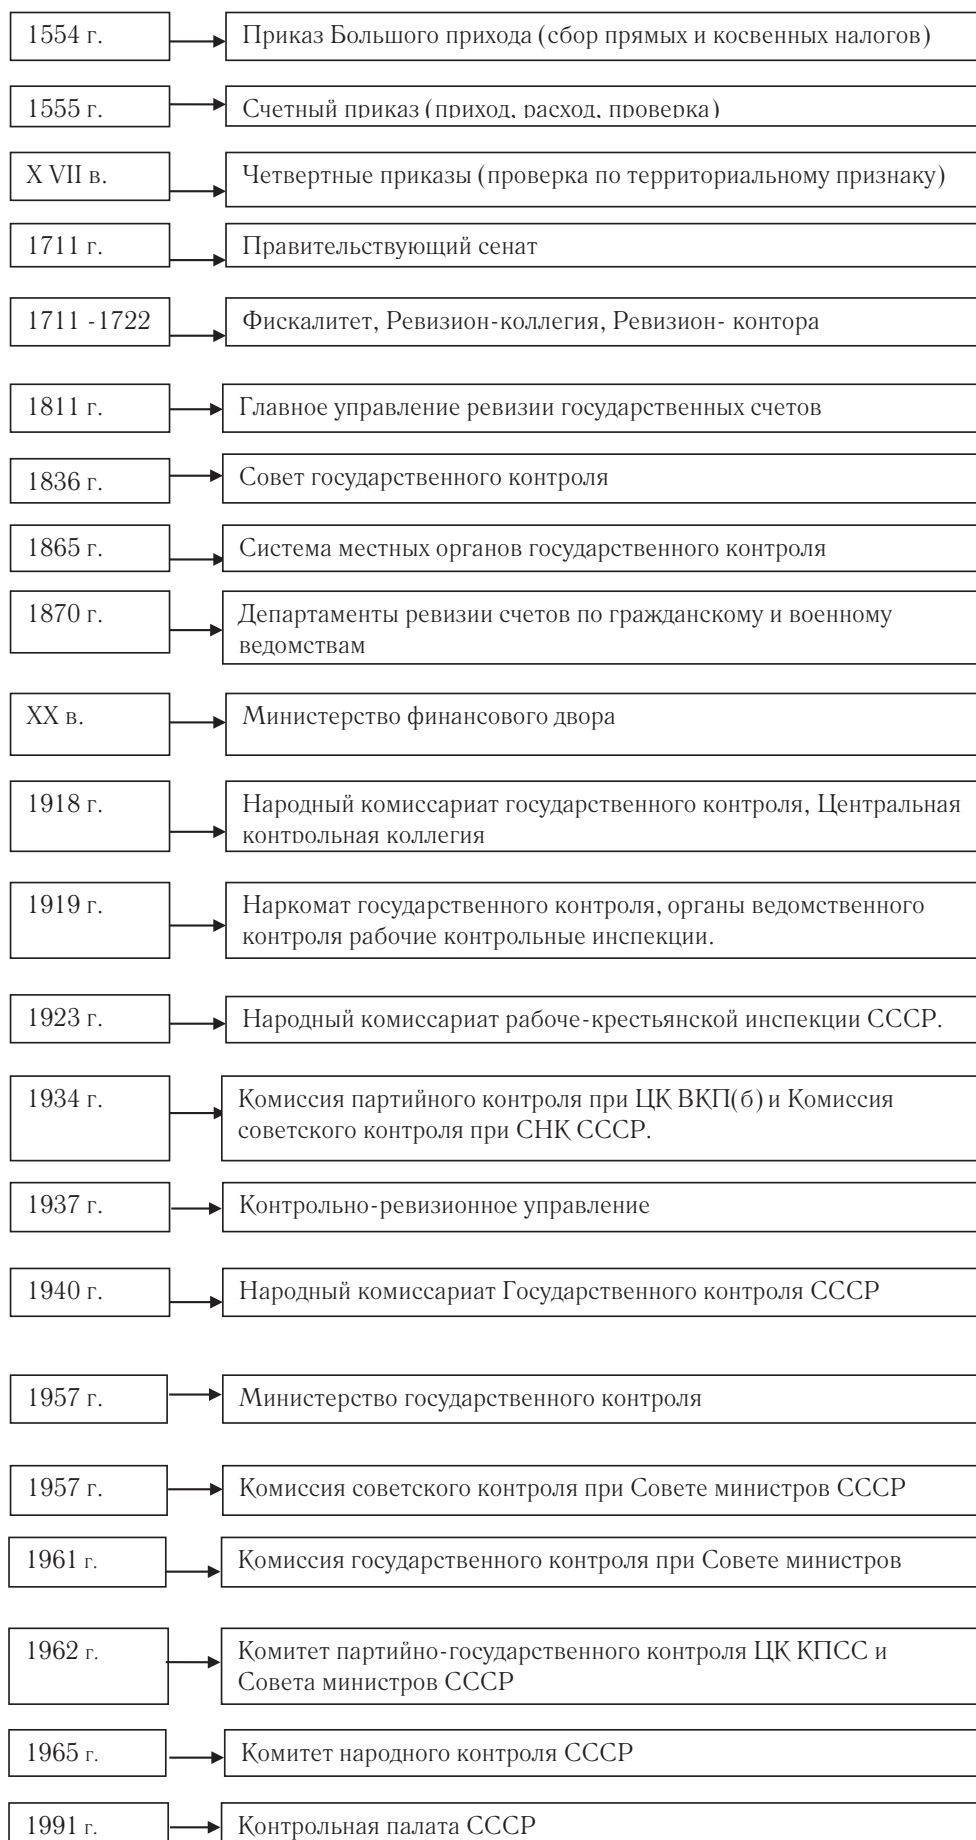 1554 г.
Приказ Большого прихода (сбор прямых и косвенных налогов)
1555 г.
Счетный приказ (приход, расход, проверка)
X VII в.
Четвертные приказы (проверка по территориальному признаку)
1711 г.
Правительствующий сенат
1711 -1722
Фискалитет, Ревизион-коллегия, Ревизион- контора
1811 г.
Главное управление ревизии государственных счетов
1836 г.
Совет государственного контроля
1865 г.
Система местных органов государственного контроля
1870 г.
Департаменты ревизии счетов по гражданскому и военному
ведомствам
XX в.
Министерство финансового двора
1918 г.
Народный комиссариат государственного контроля, Центральная
контрольная коллегия
1919 г.
Наркомат государственного контроля, органы ведомственного
контроля рабочие контрольные инспекции.
1923 г.
Народный комиссариат рабоче-крестьянской инспекции СССР.
1934 г.
Комиссия партийного контроля при ЦК ВКП(б) и Комиссия
советского контроля при СНК СССР.
1937 г.
Контрольно-ревизионное управление
1940 г.
Народный комиссариат Государственного контроля СССР
1957 г.
Министерство государственного контроля
1957 г.
Комиссия советского контроля при Совете министров СССР
1961 г.
Комиссия государственного контроля при Совете министров
1962 г.
Комитет партийно-государственного контроля ЦК КПСС и
Совета министров СССР
1965 г.
Комитет народного контроля СССР
1991 г.
Контрольная палата СССР